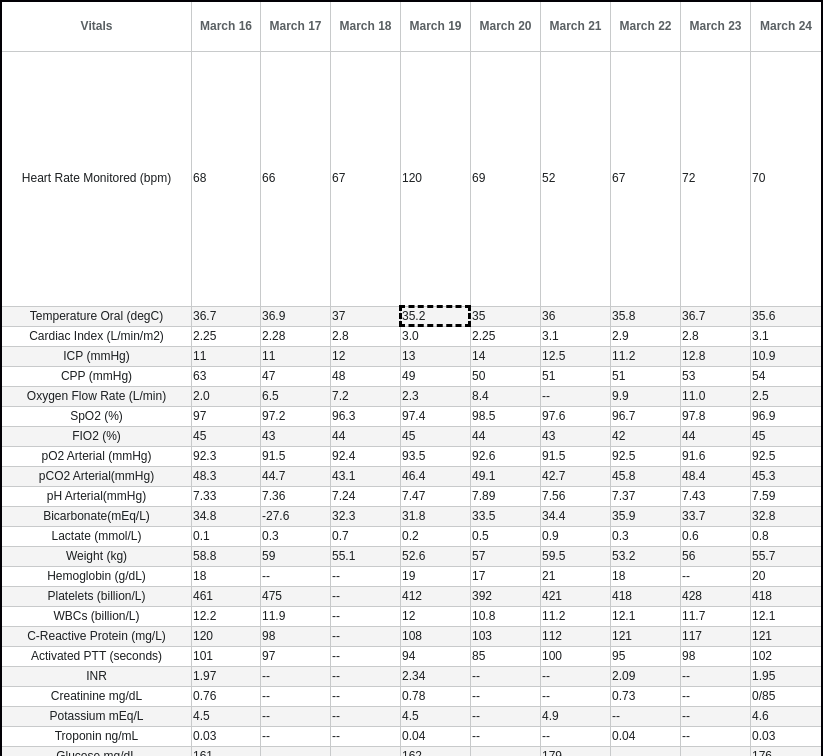 Vitals March 16 March 17 March 18 March 19 March 20 March 21 March 22 March 23 March 24
Heart Rate Monitored (bpm) 68 66 67 120 69 52 67 72 70
Temperature Oral (degC) 36.7 36.9 37 35.2 35 36 35.8 36.7 35.6
Cardiac Index (L/min/m2) 2.25 2.28 2.8 3.0 2.25 3.1 2.9 2.8 3.1
ICP (mmHg) 11 11 12 13 14 12.5 11.2 12.8 10.9
CPP (mmHg) 63 47 48 49 50 51 51 53 54
Oxygen Flow Rate (L/min) 2.0 6.5 7.2 2.3 8.4 -- 9.9 11.0 2.5
SpO2 (%) 97 97.2 96.3 97.4 98.5 97.6 96.7 97.8 96.9
FIO2 (%) 45 43 44 45 44 43 42 44 45
pO2 Arterial (mmHg) 92.3 91.5 92.4 93.5 92.6 91.5 92.5 91.6 92.5
pCO2 Arterial(mmHg) 48.3 44.7 43.1 46.4 49.1 42.7 45.8 48.4 45.3
pH Arterial(mmHg) 7.33 7.36 7.24 7.47 7.89 7.56 7.37 7.43 7.59
Bicarbonate(mEq/L) 34.8 -27.6 32.3 31.8 33.5 34.4 35.9 33.7 32.8
Lactate (mmol/L) 0.1 0.3 0.7 0.2 0.5 0.9 0.3 0.6 0.8
Weight (kg) 58.8 59 55.1 52.6 57 59.5 53.2 56 55.7
Hemoglobin (g/dL) 18 -- -- 19 17 21 18 -- 20
Platelets (billion/L) 461 475 -- 412 392 421 418 428 418
WBCs (billion/L) 12.2 11.9 -- 12 10.8 11.2 12.1 11.7 12.1
C-Reactive Protein (mg/L) 120 98 -- 108 103 112 121 117 121
Activated PTT (seconds) 101 97 -- 94 85 100 95 98 102
INR 1.97 -- -- 2.34 -- -- 2.09 -- 1.95
Creatinine mg/dL 0.76 -- -- 0.78 -- -- 0.73 -- 0/85
Potassium mEq/L 4.5 -- -- 4.5 -- 4.9 -- -- 4.6
Troponin ng/mL 0.03 -- -- 0.04 -- -- 0.04 -- 0.03
Glucose mg/dL 161 162 179 176